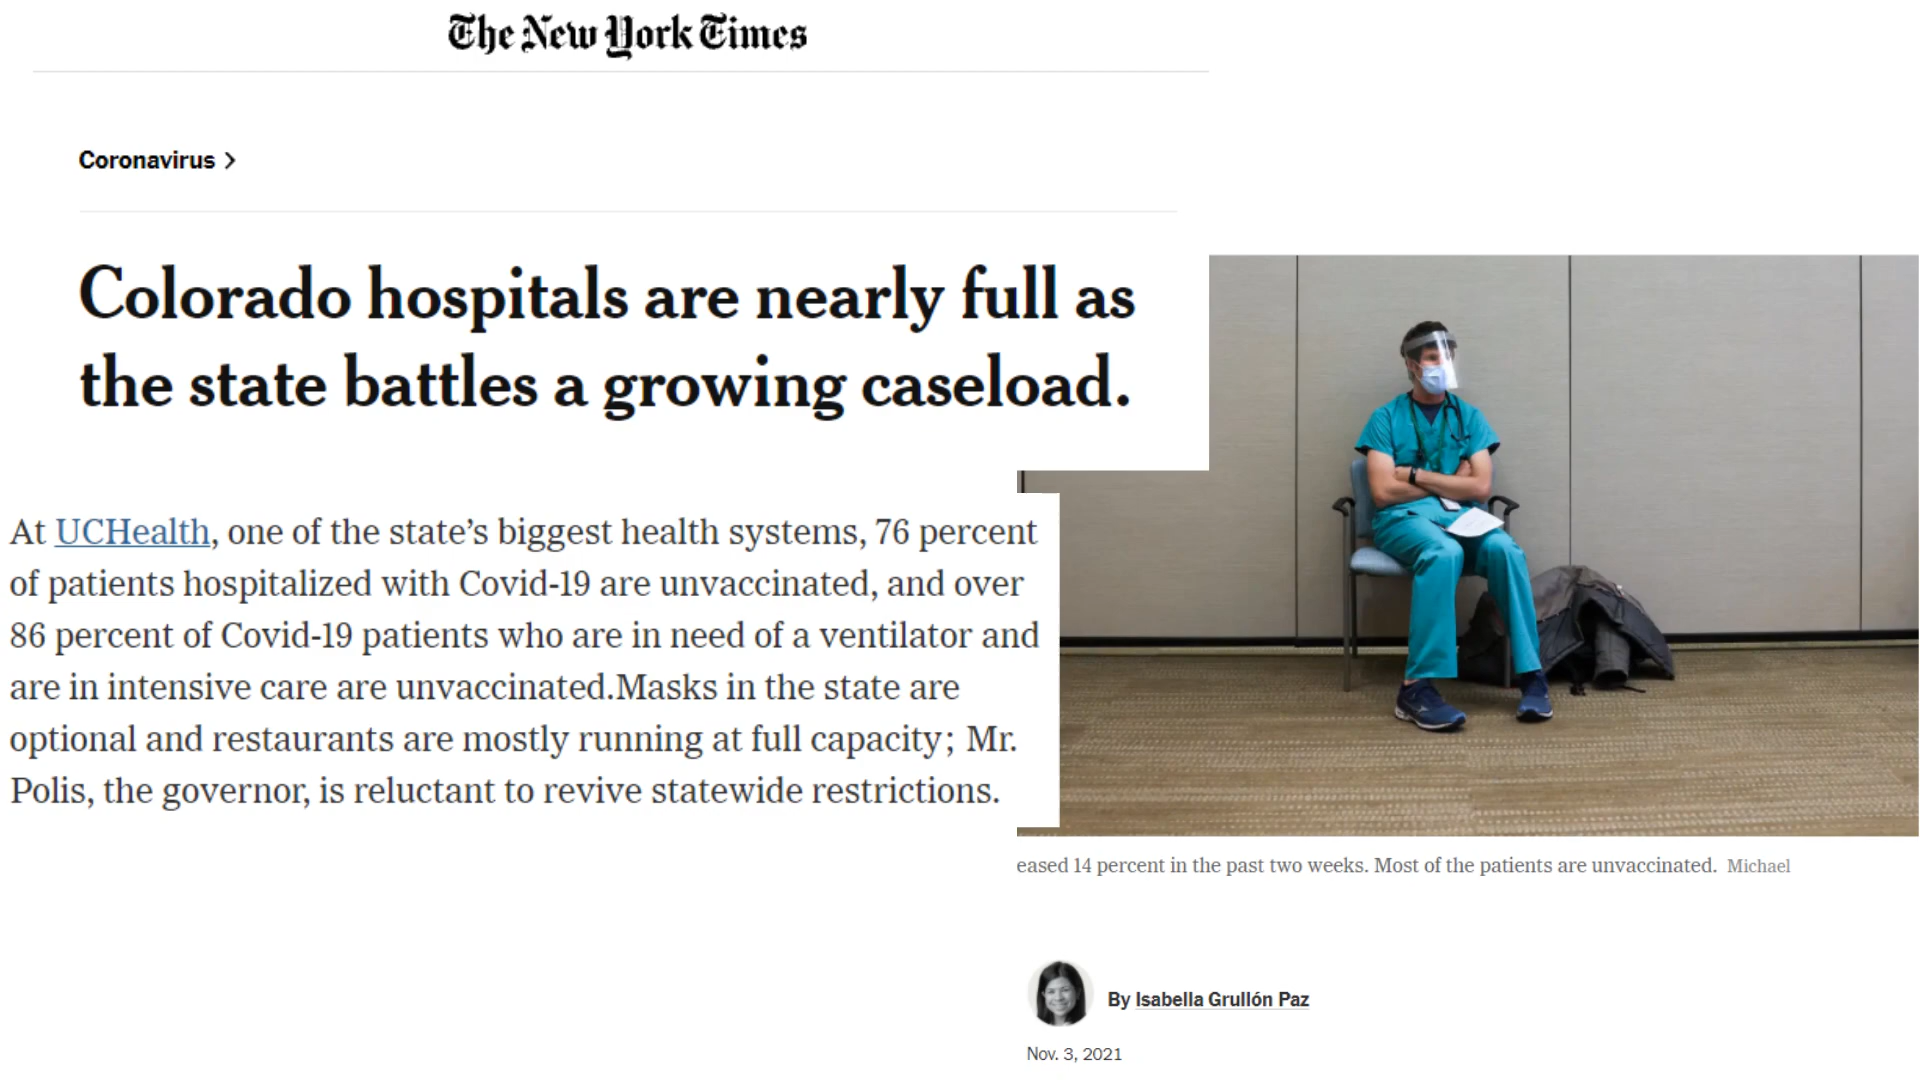 The New York Times
Coronavirus >
Colorado hospitals are nearly full as
the state battles a growing caseload.
At UCHealth, one of the state’s biggest health systems, 76 percent
of patients hospitalized with Covid-19 are unvaccinated, and over
86 percent of Covid-19 patients who are in need of a ventilator and
are in intensive care are unvaccinated.Masks in the state are
optional and restaurants are mostly running at full capacity; Mr.
Polis, the governor, is reluctant to revive statewide restrictions.
eased 14 percent in the past two weeks. Most of the patients are unvaccinated. Michael
By Isabella Grullón Paz
Nov. 3, 2021